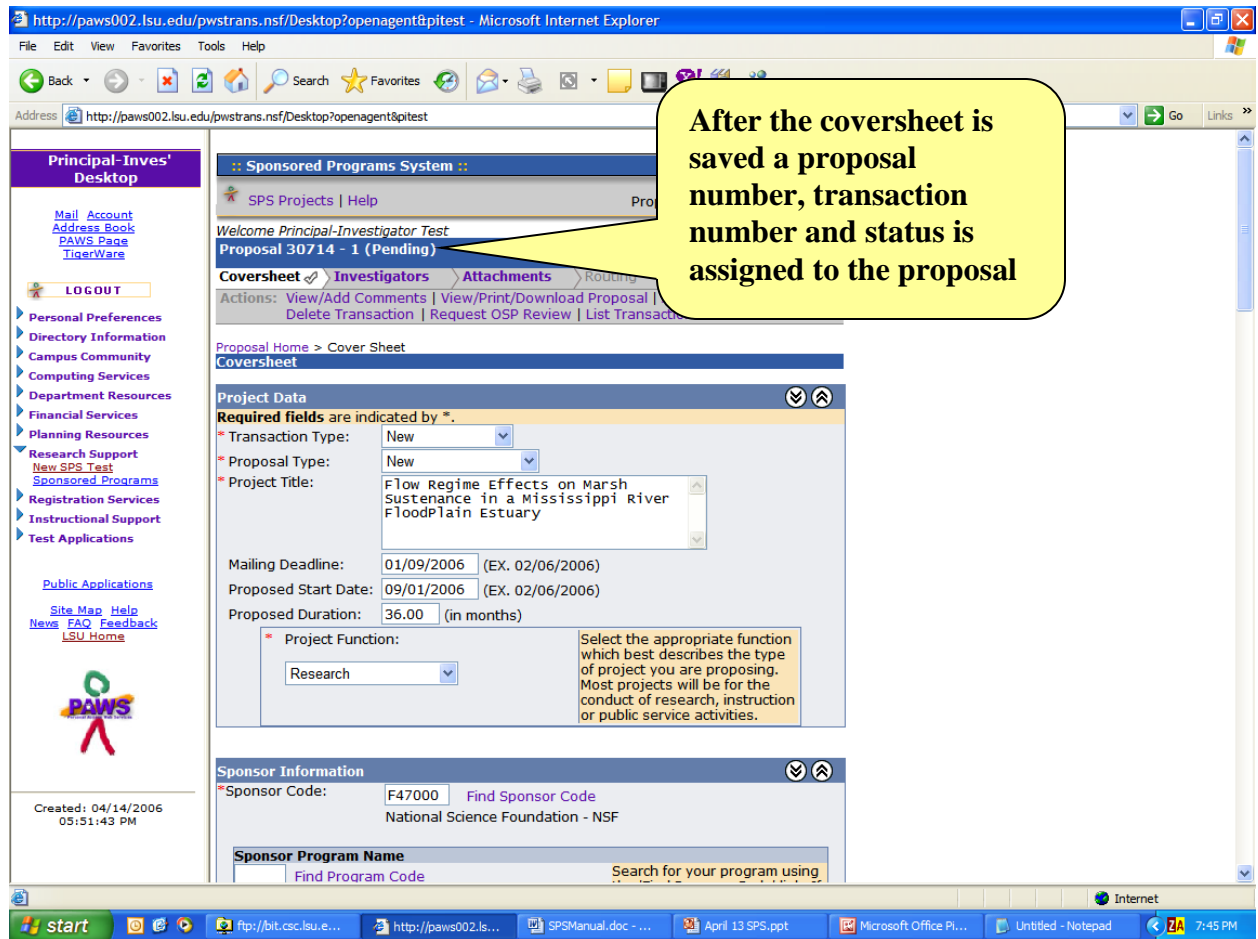 http://paws002.lsu.edu/pwstrans.nsf/Desktop?openagent&pitest - Microsoft Internet Explorer
File Edit View Favorites Tools Help
Back Search Favorites
Address http://paws002.lsu.edu/pwstrans.nsf/Desktop?openagent&pitest Go Links »
After the coversheet is
saved a proposal
number, transaction
number and status is
assigned to the proposal
Principal-Inves'
Desktop
Mail Account
Address Book
PAWS Page
TigerWare
LOGOUT
Personal Preferences
Directory Information
Campus Community
Computing Services
Department Resources
Financial Services
Planning Resources
Research Support
New SPS Test
Sponsored Programs
Registration Services
Instructional Support
Test Applications
Public Applications
Site Map Help
News FAQ Feedback
LSU Home
PAWS
Created: 04/14/2006
05:51:43 PM
:: Sponsored Programs System ::
SPS Projects | Help
Welcome Principal-Investigator Test
Proposal 30714 - 1 (Pending)
Coversheet Investigators Attachments Routing
Actions: View/Add Comments | View/Print/Download Proposal |
Delete Transaction | Request OSP Review | List Transac
Proposal Home > Cover Sheet
Coversheet
Project Data
Required fields are indicated by *.
* Transaction Type: New
* Proposal Type: New
* Project Title: Flow Regime Effects on Marsh
Sustenance in a Mississippi River
FloodPlain Estuary
Mailing Deadline: 01/09/2006 (EX. 02/06/2006)
Proposed Start Date: 09/01/2006 (EX. 02/06/2006)
Proposed Duration: 36.00 (in months)
* Project Function:
Research
Select the appropriate function
which best describes the type
of project you are proposing.
Most projects will be for the
conduct of research, instruction
or public service activities.
Sponsor Information
*Sponsor Code: F47000 Find Sponsor Code
National Science Foundation - NSF
Sponsor Program Name
Find Program Code
Search for your program using
Internet
start ftp://bit.csc.lsu.e... http://paws002.ls... SPSManual.doc - ... April 13 SPS.ppt Microsoft Office Pi... Untitled - Notepad ZA 7:45 PM